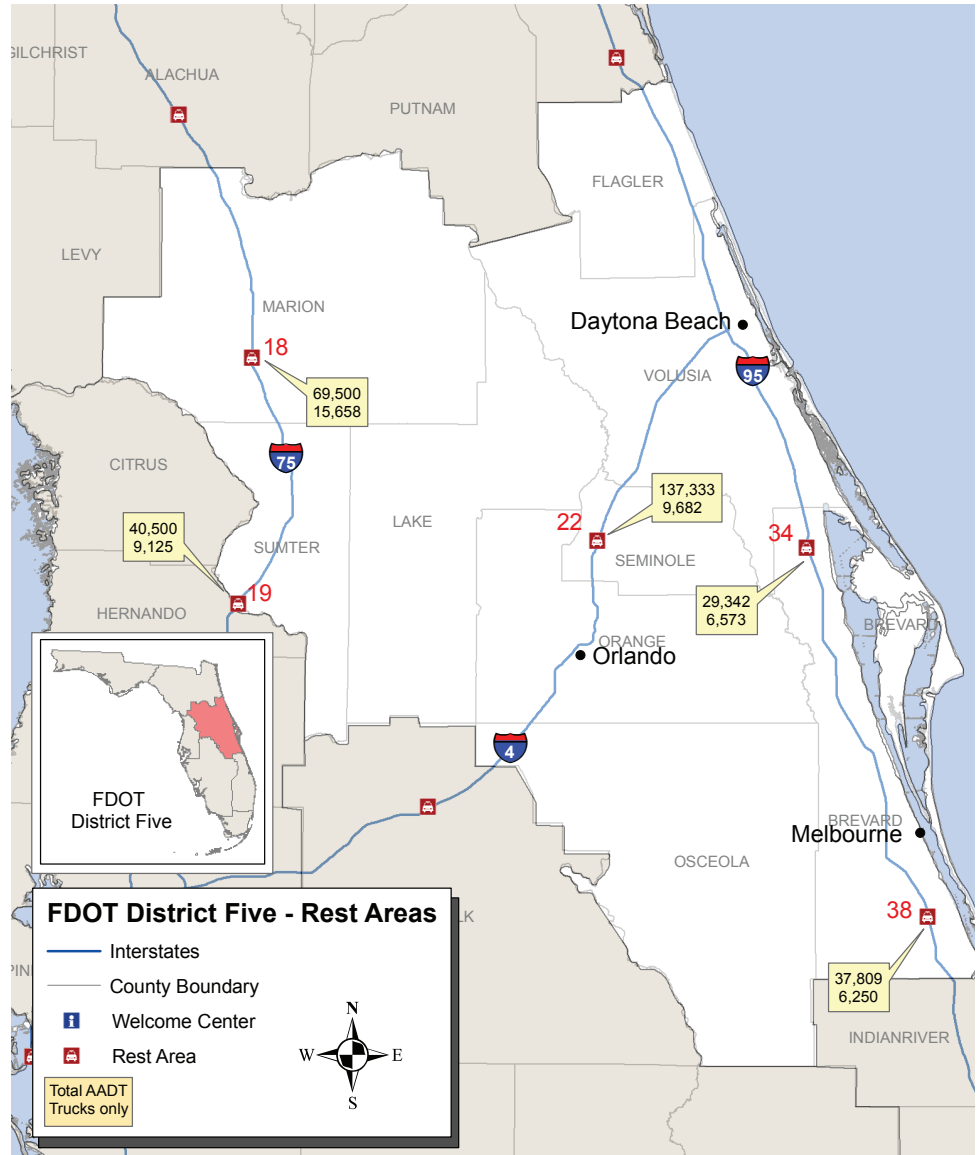 GILCHRIST
ALACHUA
PUTNAM
FLAGLER
LEVY
MARION
Daytona Beach
18
VOLUSIA
95
69,500
15,658
CITRUS
75
137,333
9,682
LAKE
40,500
9,125
22
34
SUMTER
SEMINOLE
19
29,342
6,573
HERNANDO
BREVARD
ORANGE
Orlando
4
FDOT
District Five
BREVARD
Melbourne
OSCEOLA
FDOT District Five - Rest Areas
LK
38
Interstates
PIN
County Boundary
37,809
6,250
Welcome Center
N
W E
S
INDIANRIVER
Rest Area
Total AADT
Trucks only